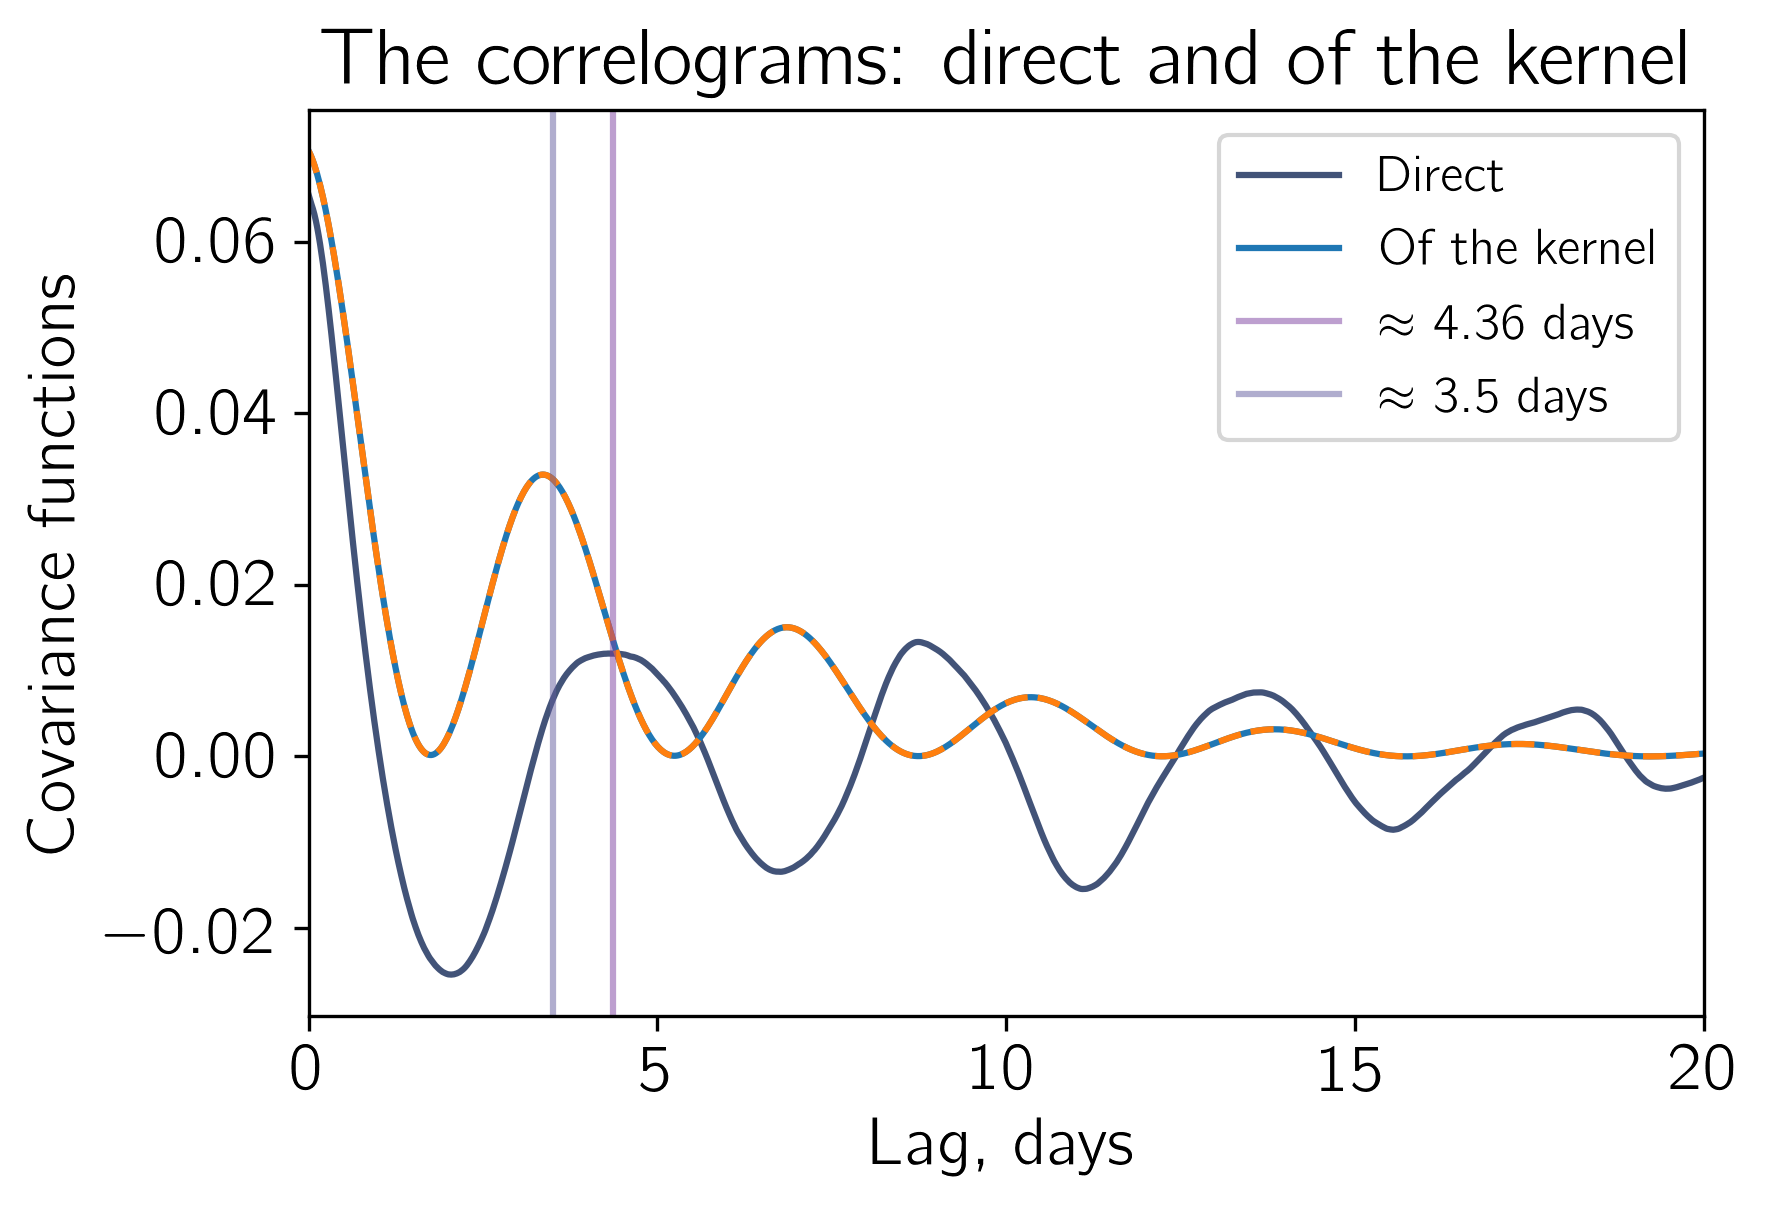 The correlograms: direct and of the kernel
Direct
Of the kernel
≈ 4.36 days
≈ 3.5 days
Covariance functions
0.06
0.04
0.02
0.00
−0.02
0 5 10 15 20
Lag, days